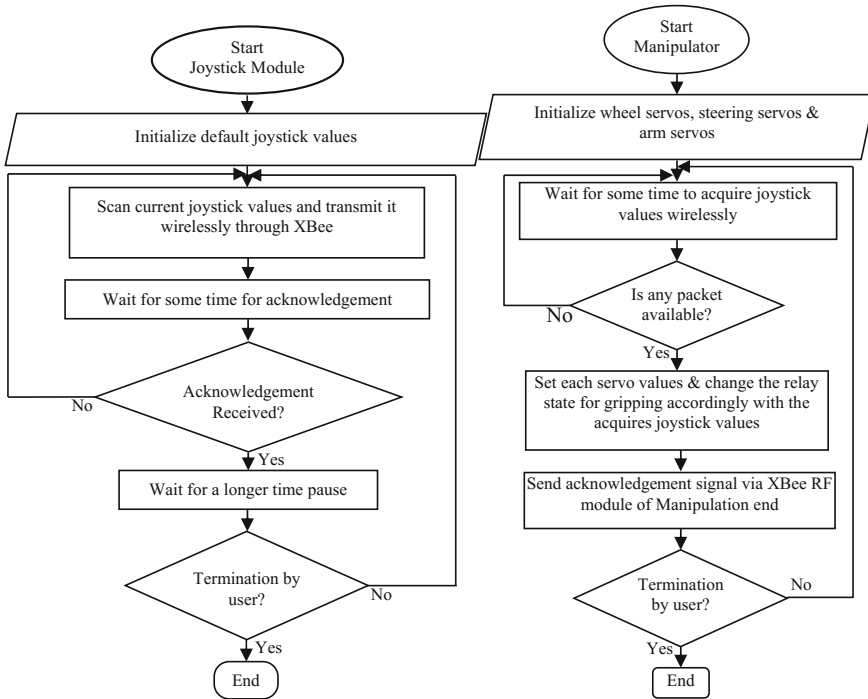 Start
Joystick Module
Initialize default joystick values
Scan current joystick values and transmit it
wirelessly through XBee
Wait for some time for acknowledgement
Acknowledgement
Received?
No
Yes
Wait for a longer time pause
Termination by
user?
No
Yes
End
Start
Manipulator
Initialize wheel servos, steering servos &
arm servos
Wait for some time to acquire joystick
values wirelessly
Is any packet
available?
No
Yes
Set each servo values & change the relay
state for gripping accordingly with the
acquires joystick values
Send acknowledgement signal via XBee RF
module of Manipulation end
Termination
by user?
No
Yes
End